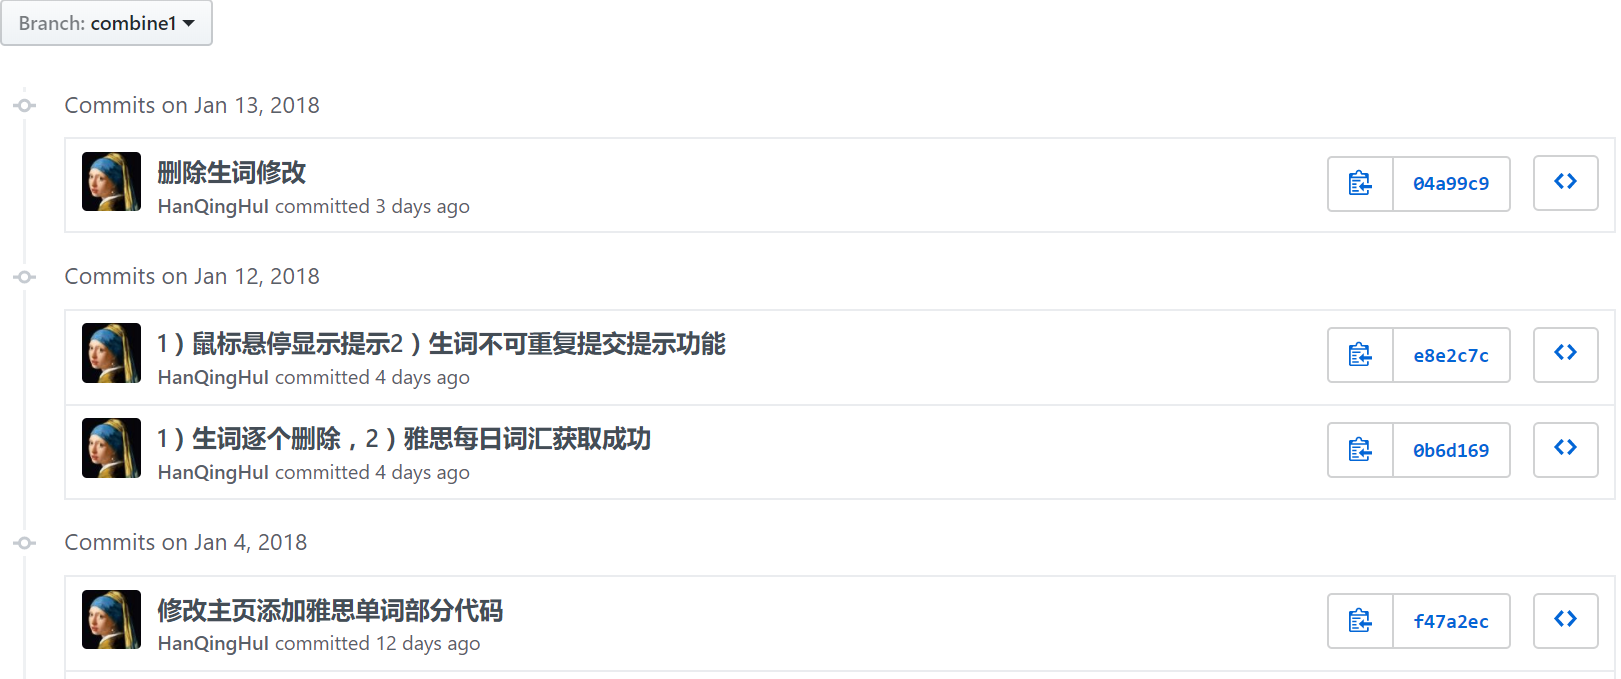 Branch: combine1
Commits on Jan 13, 2018
删除生词修改
HanQingHuI committed 3 days ago
04a99c9
Commits on Jan 12, 2018
1）鼠标悬停显示提示2）生词不可重复提交提示功能
HanQingHuI committed 4 days ago
e8e2c7c
1）生词逐个删除，2）雅思每日词汇获取成功
HanQingHuI committed 4 days ago
0b6d169
Commits on Jan 4, 2018
修改主页添加雅思单词部分代码
HanQingHuI committed 12 days ago
f47a2ec